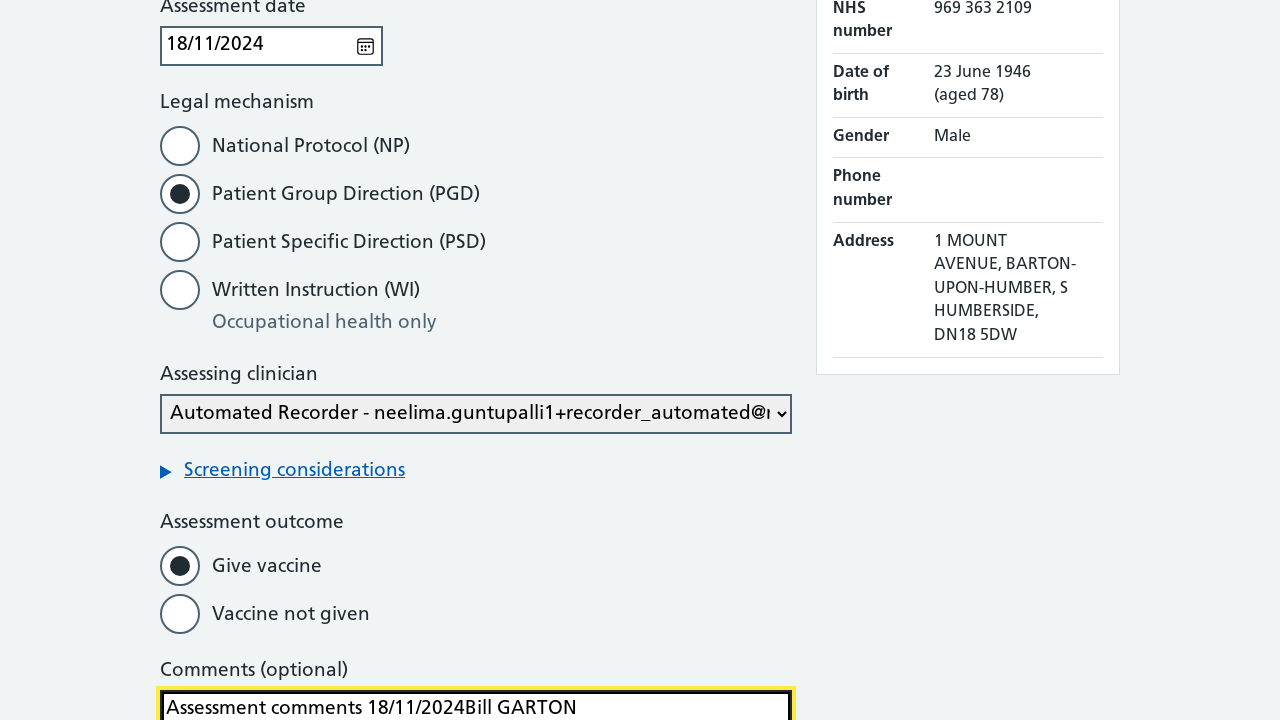 Assessment date
18/11/2024
Legal mechanism
National Protocol (NP)
Patient Group Direction (PGD)
Patient Specific Direction (PSD)
Written Instruction (WI)
Occupational health only
Assessing clinician
Automated Recorder - neelima.guntupalli1+recorder_automated@
Screening considerations
Assessment outcome
Give vaccine
Vaccine not given
Comments (optional)
Assessment comments 18/11/2024Bill GARTON
NHS number
969 363 2109
Date of birth
23 June 1946
(aged 78)
Gender
Male
Phone number
Address
1 MOUNT
AVENUE, BARTON-
UPON-HUMBER, S
HUMBERSIDE,
DN18 5DW